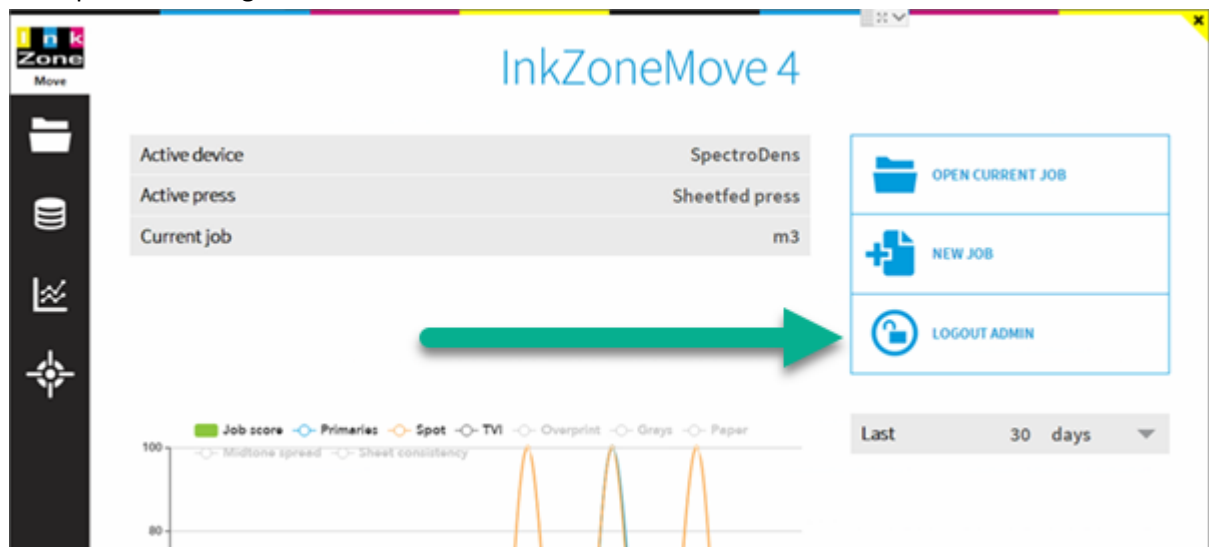 Ink
Zone
Move
InkZoneMove 4
Active device SpectroDens
Active press Sheetfed press
Current job m3
OPEN CURRENT JOB
NEW JOB
LOGOUT ADMIN
Job score Primaries Spot TVI Overprint Grays Paper
Midtone spread Sheet consistency
Last 30 days
100
80